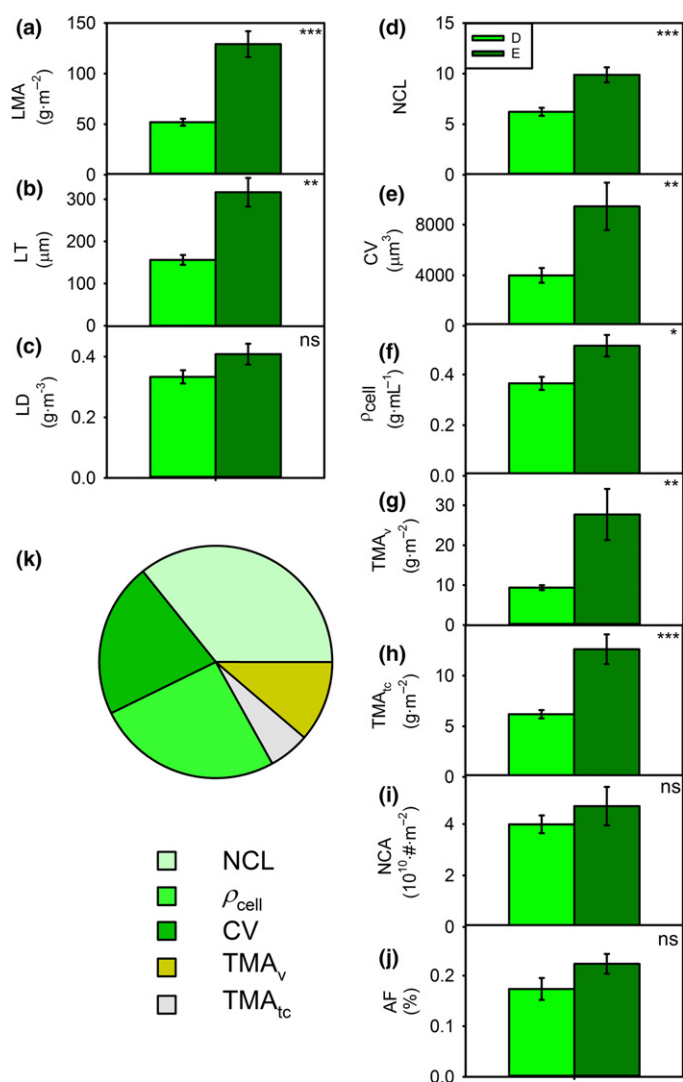 (a)
LMA
(g·m⁻²)
150
100
50
0
***
(b)
LT
(μm)
300
200
100
0
**
(c)
LD
(g·m⁻³)
0.4
0.2
0.0
ns
(d)
NCL
15
10
5
0
D
E
***
(e)
CV
(μm³)
8000
4000
0
**
(f)
ρcell
(g·mL⁻¹)
0.4
0.2
0.0
*
(g)
TMAv
(g·m⁻²)
30
20
10
0
**
(h)
TMAtc
(g·m⁻²)
10
5
0
***
(i)
NCA
(10¹⁰·#·m⁻²)
4
2
0
ns
(j)
AF
(%)
0.2
0.1
0.0
ns
(k)
NCL
ρcell
CV
TMAv
TMAtc